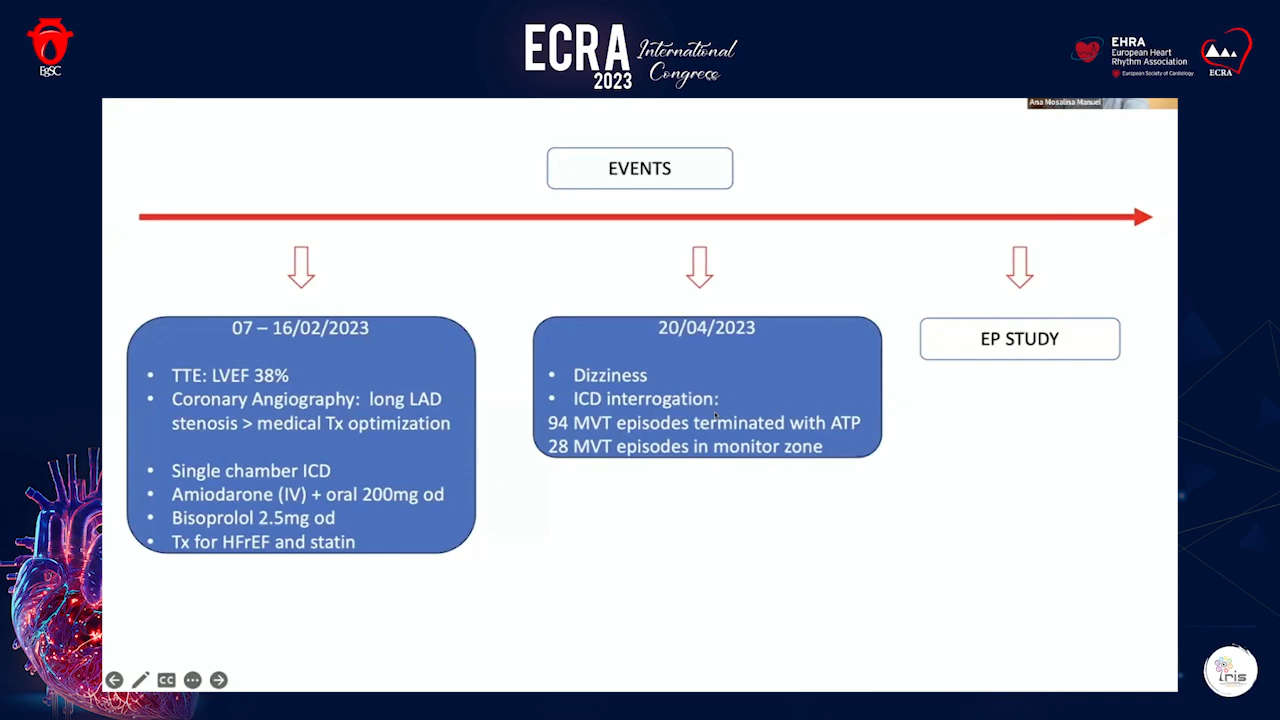 EgSC
ECRA
2023
International
Congress
EHRA
European Heart
Rhythm Association
European Society of Cardiology
ECRA
Ana Mosalina Manuel
EVENTS
07 – 16/02/2023
• TTE: LVEF 38%
• Coronary Angiography: long LAD
stenosis > medical Tx optimization
• Single chamber ICD
• Amiodarone (IV) + oral 200mg od
• Bisoprolol 2.5mg od
• Tx for HFrEF and statin
20/04/2023
• Dizziness
• ICD interrogation:
94 MVT episodes terminated with ATP
28 MVT episodes in monitor zone
EP STUDY
CC
iris